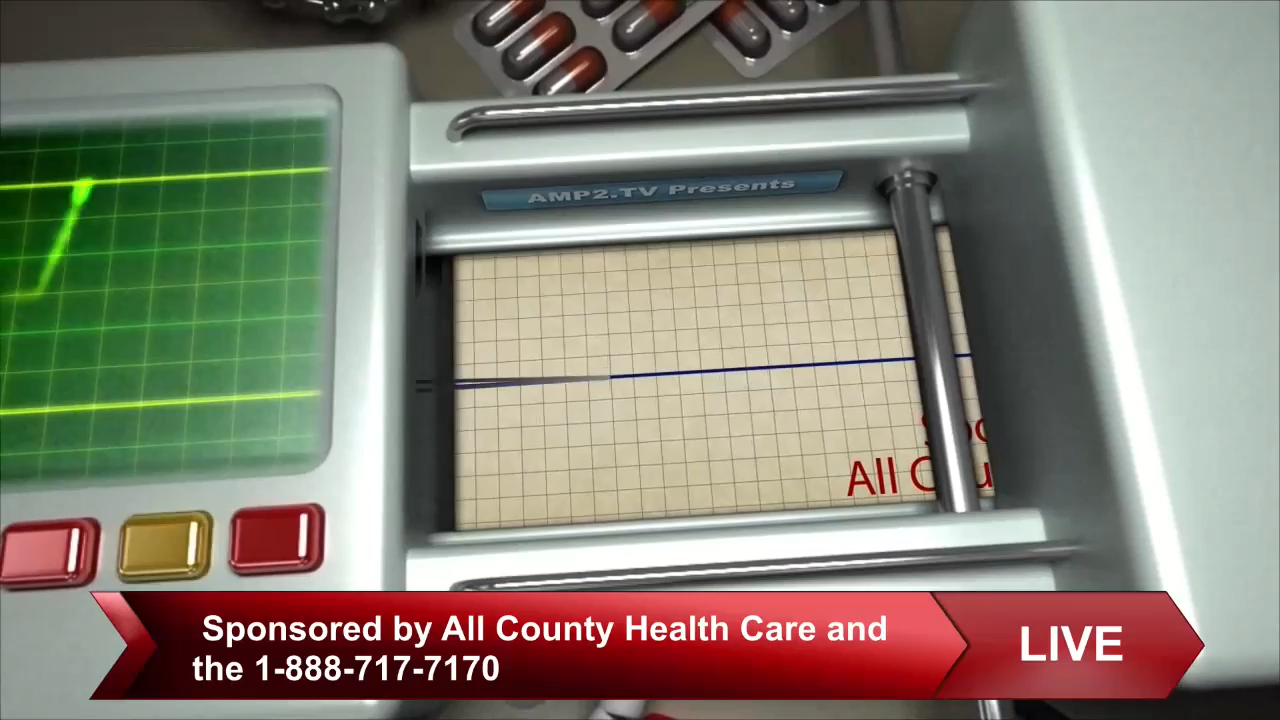 AMP2.TV Presents
All
Sponsored by All County Health Care and
the 1-888-717-7170
LIVE